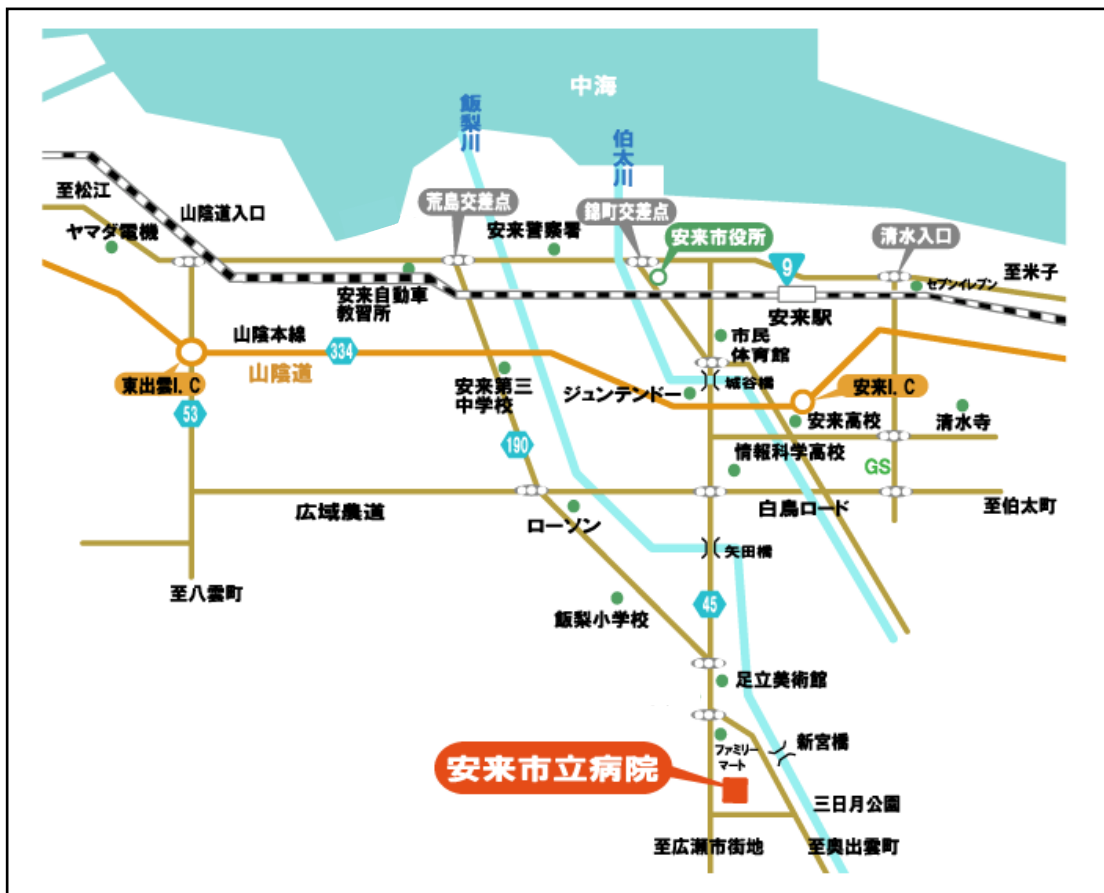 中海
飯梨川
伯太川
至松江
山陰道入口
荒島交差点
錦町交差点
ヤマダ電機
安来警察署
安来市役所
清水入口
9
至米子
セブンイレブン
安来自動車
教習所
安来駅
山陰本線
334
市民
体育館
山陰道
東出雲I.C
安来第三
中学校
ジュンテンドー
城谷橋
安来I.C
53
安来高校
清水寺
190
情報科学高校
GS
広域農道
ローソン
白鳥ロード
至伯太町
矢田橋
至八雲町
飯梨小学校
45
足立美術館
新宮橋
ファミリー
マート
安来市立病院
三日月公園
至広瀬市街地
至奥出雲町